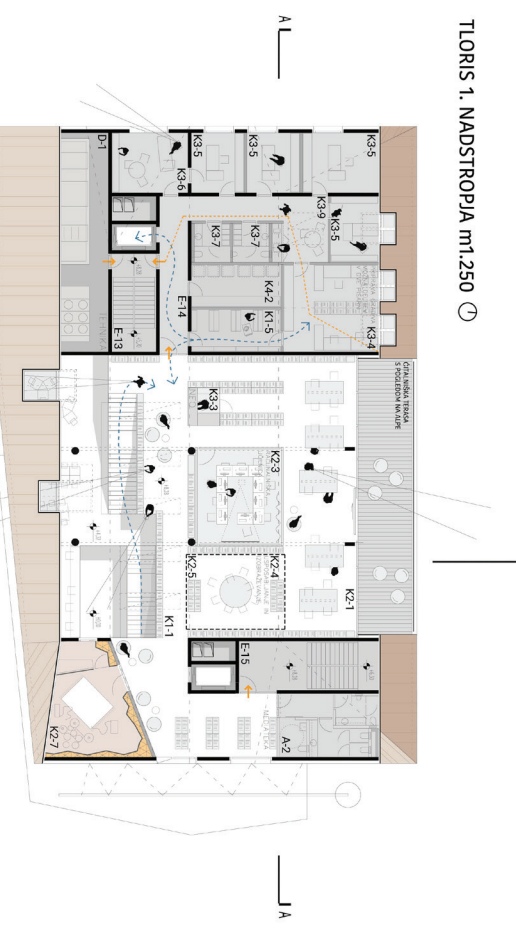 TLORIS 1. NADSTROPJA m1.250
A
A
D-1
K3-6
K3-5
K3-5
K3-5
K3-9
K3-5
K3-7
K3-7
K4-2
K1-5
K3-4
E-14
E-13
TEHNIKA
ČITALNIŠKA TERASA
S POGLEDOM NA ALPE
K3-3
K2-3
K2-4
K2-5
K2-1
K1-1
E-15
A-2
K2-7